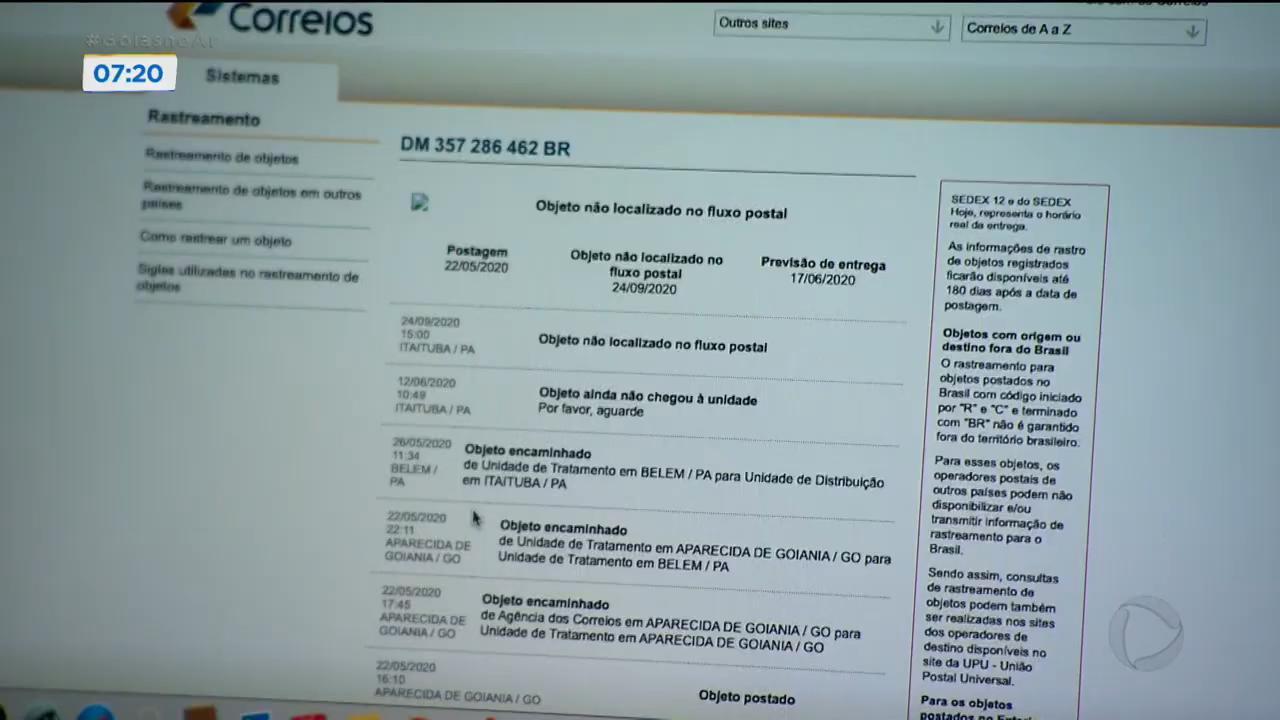 CORREIOS
Outros sites
Correios de A a Z
#GoiásnoAr
07:20
Sistemas
Rastreamento
Rastreamento de objetos
Rastreamento de objetos em outros
países
Como rastrear um objeto
Siglas utilizadas no rastreamento de
objetos
DM 357 286 462 BR
Objeto não localizado no fluxo postal
Postagem
22/05/2020
Objeto não localizado no
fluxo postal
24/09/2020
Previsão de entrega
17/06/2020
24/09/2020
15:00
ITAITUBA / PA
Objeto não localizado no fluxo postal
12/06/2020
10:49
ITAITUBA / PA
Objeto ainda não chegou à unidade
Por favor, aguarde
26/05/2020
11:34
BELEM /
PA
Objeto encaminhado
de Unidade de Tratamento em BELEM / PA para Unidade de Distribuição
em ITAITUBA / PA
22/05/2020
22:11
APARECIDA DE
GOIANIA / GO
Objeto encaminhado
de Unidade de Tratamento em APARECIDA DE GOIANIA / GO para
Unidade de Tratamento em BELEM / PA
22/05/2020
17:45
APARECIDA DE
GOIANIA / GO
Objeto encaminhado
de Agência dos Correios em APARECIDA DE GOIANIA / GO para
Unidade de Tratamento em APARECIDA DE GOIANIA / GO
22/05/2020
16:10
APARECIDA DE GOIANIA / GO
Objeto postado
SEDEX 12 e do SEDEX
Hoje, representa o horário
real da entrega.
As informações de rastro
de objetos registrados
ficarão disponíveis até
180 dias após a data de
postagem.
Objetos com origem ou
destino fora do Brasil
O rastreamento para
objetos postados no
Brasil com código iniciado
por "R" e "C" e terminado
com "BR" não é garantido
fora do território brasileiro.
Para esses objetos, os
operadores postais de
outros países podem não
disponibilizar e/ou
transmitir informação de
rastreamento para o
Brasil.
Sendo assim, consultas
de rastreamento de
objetos podem também
ser realizadas nos sites
dos operadores de
destino disponíveis no
site da UPU - União
Postal Universal.
Para os objetos
postados no